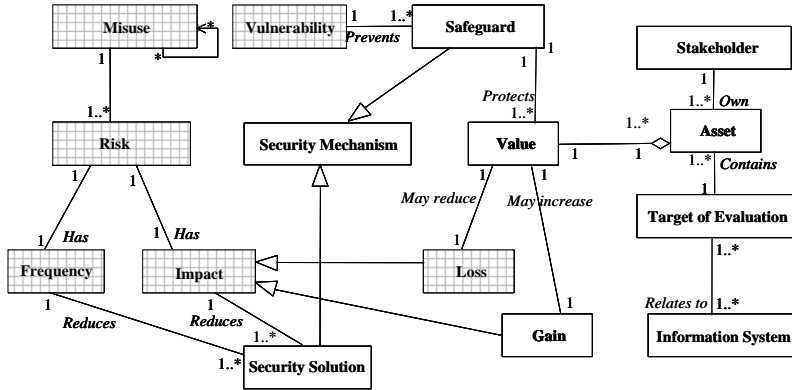 Misuse
*
*
1
1..*
Risk
1
1
1
Has
1
Has
Frequency
Impact
1
Reduces
1
Reduces
1..*
1..*
Security Solution
Vulnerability
1
1..*
Prevents
Safeguard
1
1
Protects
1..*
Security Mechanism
Value
1
1
1..*
1
1
May reduce
May increase
1
Loss
1
Gain
Stakeholder
1
1..*
Own
Asset
1..*
Contains
1
Target of Evaluation
1..*
Relates to
1..*
Information System